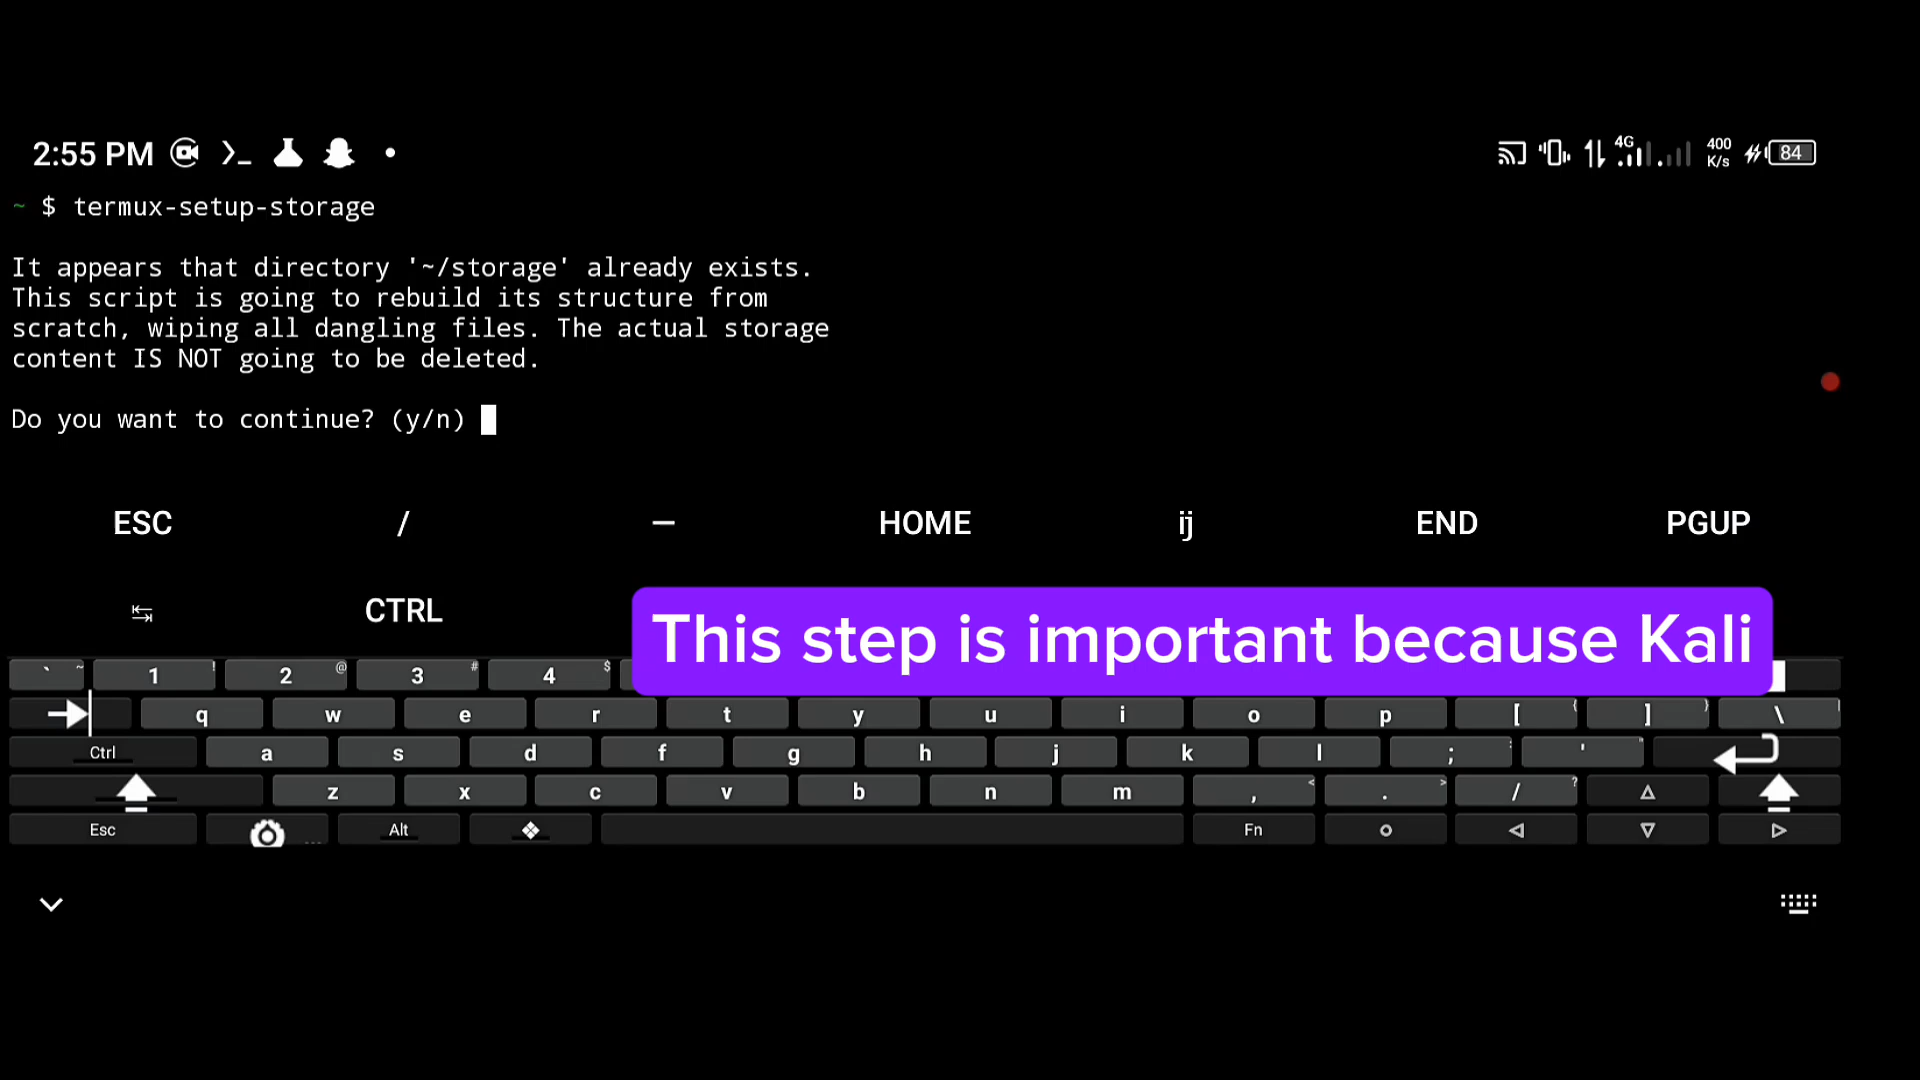 2:55 PM
4G
400
K/s
84
~ $ termux-setup-storage
It appears that directory '~/storage' already exists.
This script is going to rebuild its structure from
scratch, wiping all dangling files. The actual storage
content IS NOT going to be deleted.
Do you want to continue? (y/n)
ESC / — HOME END PGUP
CTRL
This step is important because Kali
` ~ 1 ! 2 @ 3 # 4 $
q w e r t y u i o p [ { ] } \ |
Ctrl a s d f g h j k l ; : ' "
z x c v b n m , < . > / ?
Esc ... Alt Fn